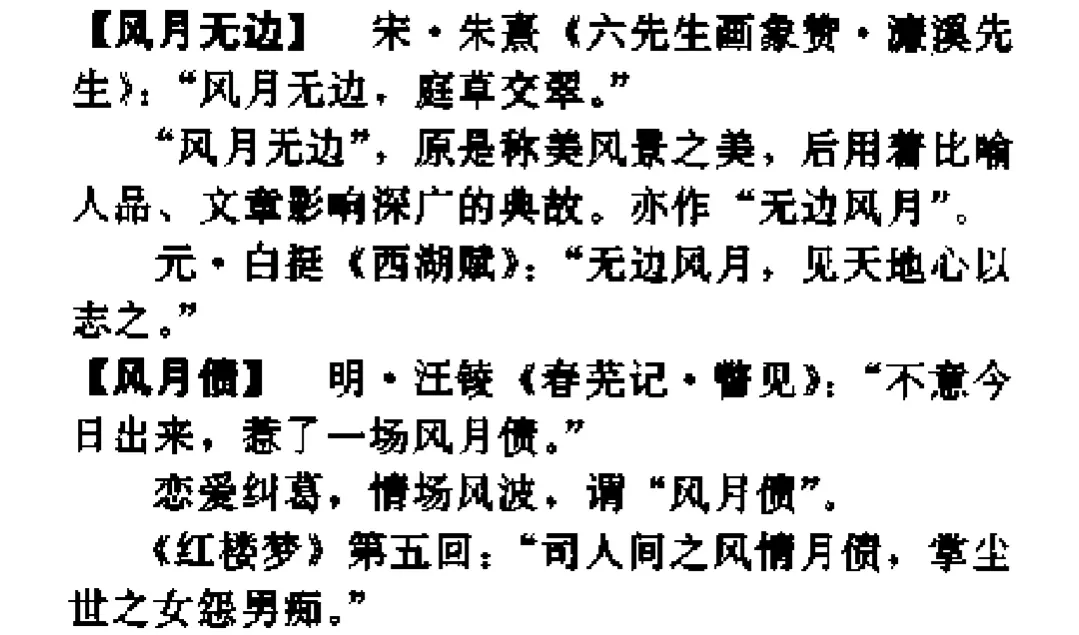 【风月无边】 宋·朱熹《六先生画象赞·濂溪先
生》：“风月无边，庭草交翠。”
“风月无边”，原是称美风景之美，后用着比喻
人品、文章影响深广的典故。亦作“无边风月”。
元·白挺《西湖赋》：“无边风月，见天地心以
志之。”
【风月债】 明·汪锬《春芜记·瞥见》：“不意今
日出来，惹了一场风月债。”
恋爱纠葛，情场风波，谓“风月债”。
《红楼梦》第五回：“司人间之风情月债，掌尘
世之女怨男痴。”